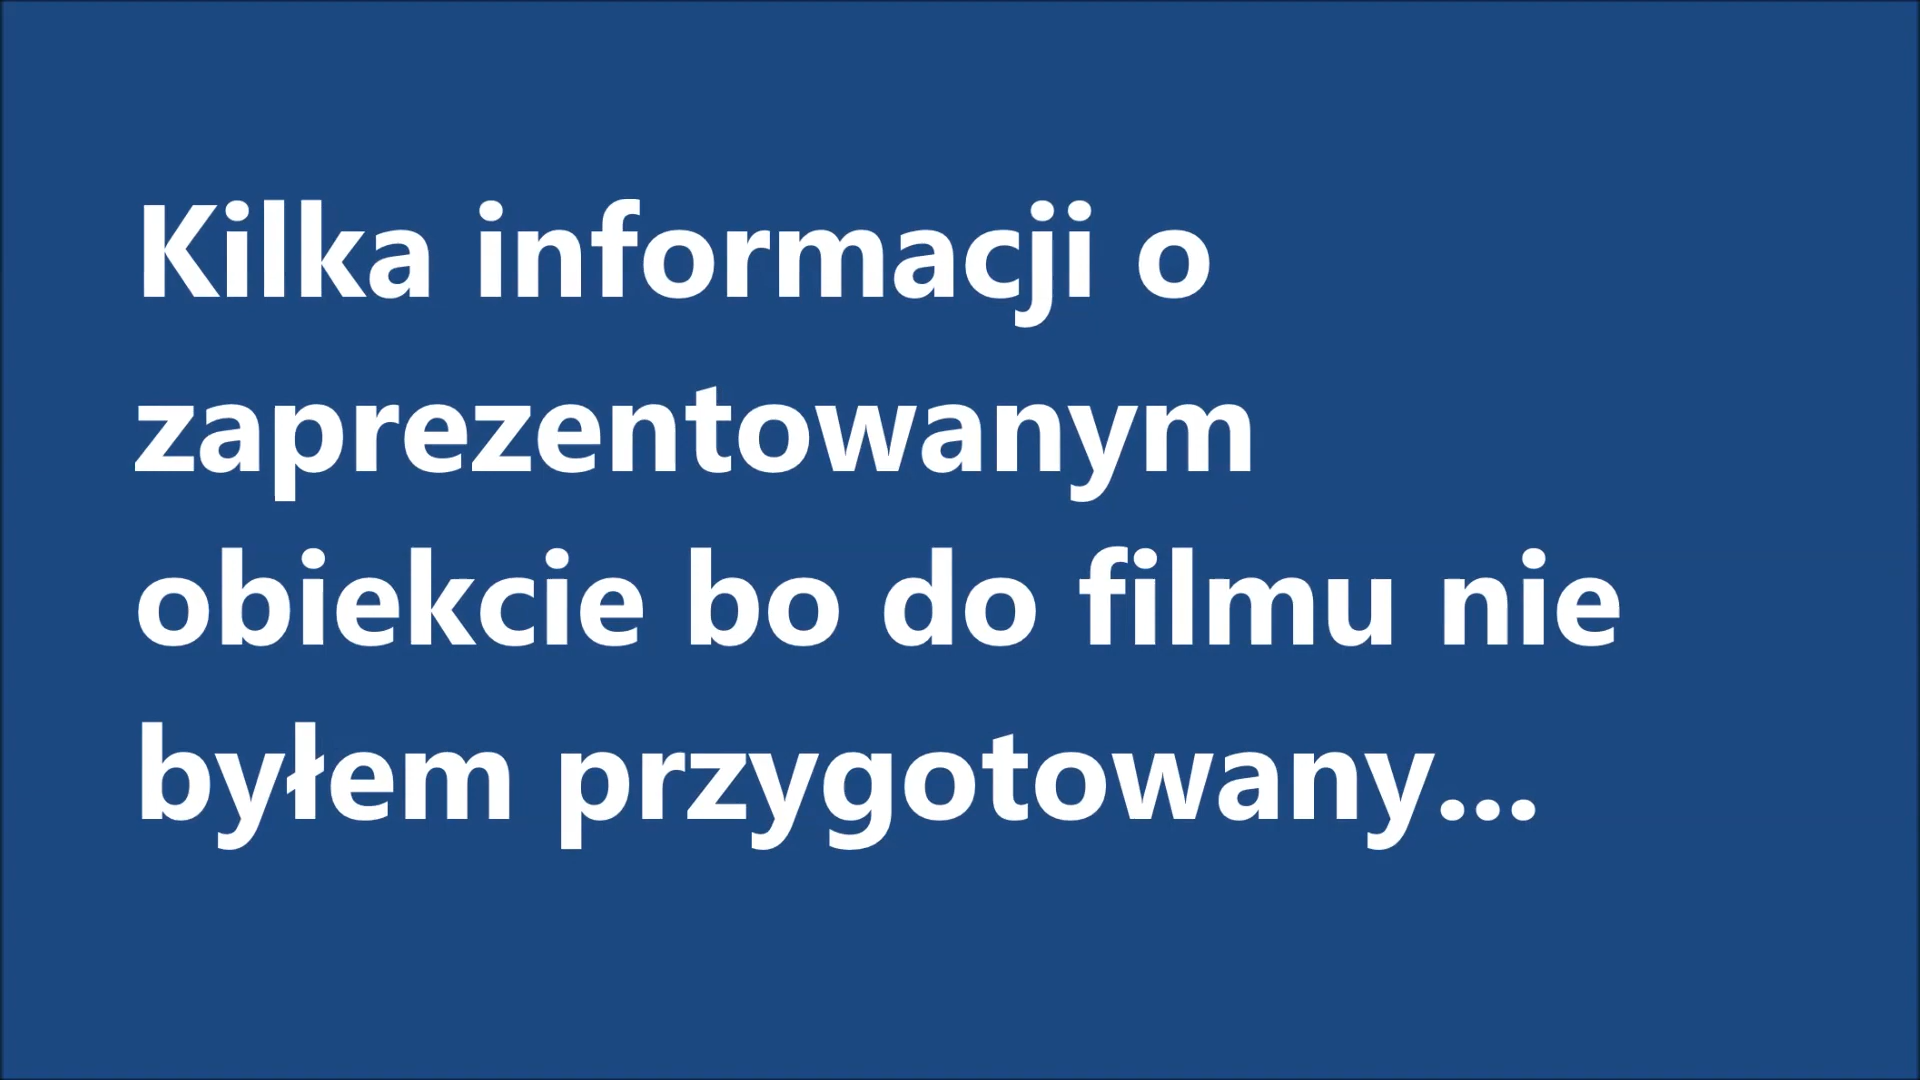 Kilka informacji o
zaprezentowanym
obiekcie bo do filmu nie
byłem przygotowany...